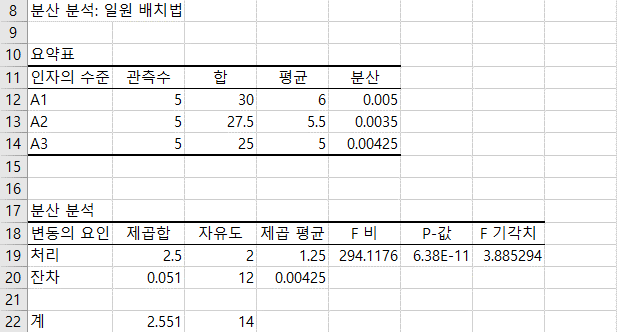 8 분산 분석: 일원 배치법
9
10 요약표
11 인자의 수준 관측수 합 평균 분산
12 A1 5 30 6 0.005
13 A2 5 27.5 5.5 0.0035
14 A3 5 25 5 0.00425
15
16
17 분산 분석
18 변동의 요인 제곱합 자유도 제곱 평균 F 비 P-값 F 기각치
19 처리 2.5 2 1.25 294.1176 6.38E-11 3.885294
20 잔차 0.051 12 0.00425
21
22 계 2.551 14